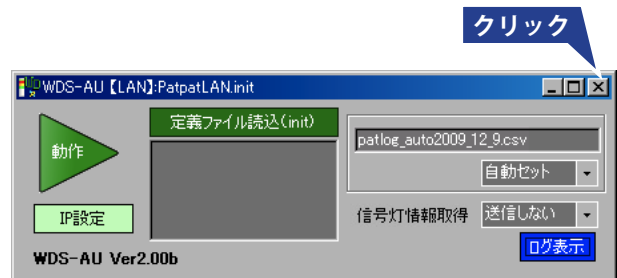 クリック
WDS-AU 【LAN】:PatpatLAN.init
動作
定義ファイル読込(init)
patlog_auto2009_12_9.csv
自動セット
IP設定
信号灯情報取得
送信しない
WDS-AU Ver2.00b
ログ表示